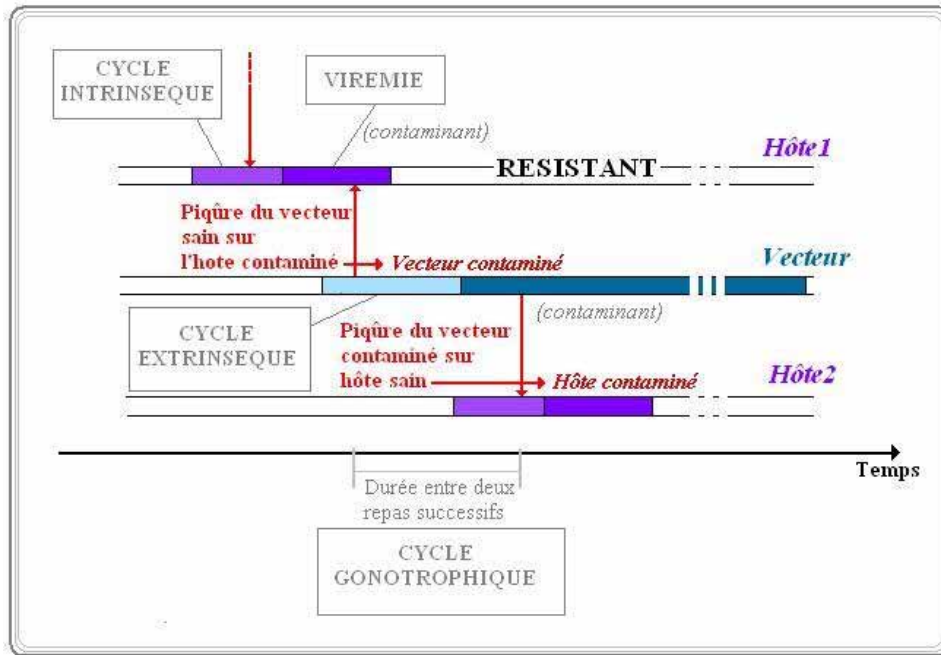 CYCLE
INTRINSEQUE
VIREMIE
(contaminant)
Hôte1
RESISTANT
Piqûre du vecteur
sain sur
l'hote contaminé
Vecteur contaminé
Vecteur
(contaminant)
CYCLE
EXTRINSEQUE
Piqûre du vecteur
contaminé sur
hôte sain
Hôte contaminé
Hôte2
Temps
Durée entre deux
repas successifs
CYCLE
GONOTROPHIQUE